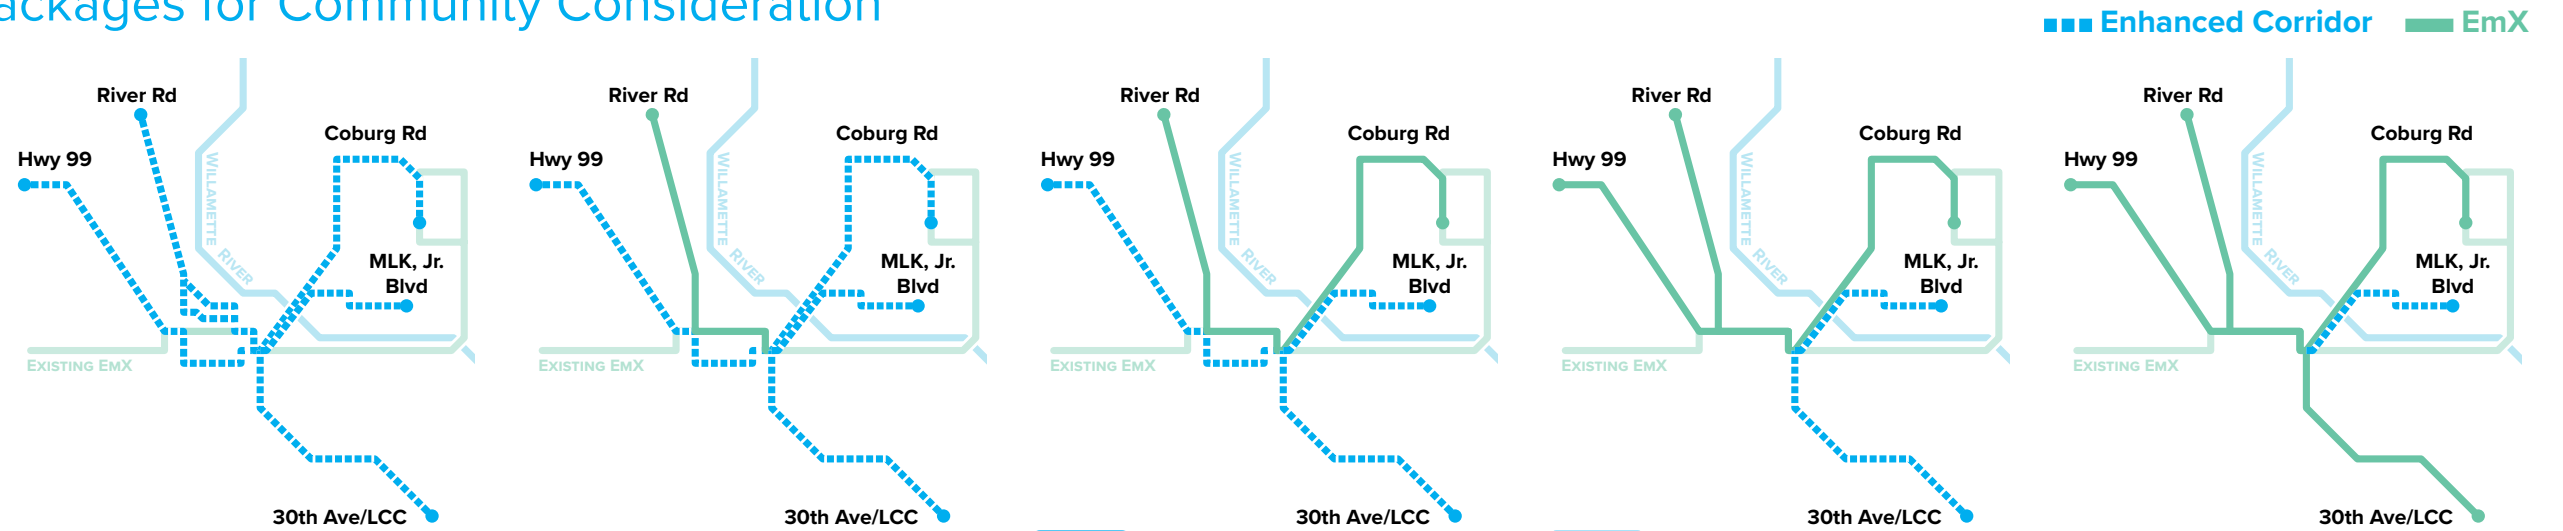 ackages for Community Consideration
Enhanced Corridor
EmX
River Rd
Coburg Rd
Hwy 99
WILLAMETTE
RIVER
MLK, Jr.
Blvd
EXISTING EMX
30th Ave/LCC
River Rd
Coburg Rd
Hwy 99
WILLAMETTE
RIVER
MLK, Jr.
Blvd
EXISTING EMX
30th Ave/LCC
River Rd
Coburg Rd
Hwy 99
WILLAMETTE
RIVER
MLK, Jr.
Blvd
EXISTING EMX
30th Ave/LCC
River Rd
Coburg Rd
Hwy 99
WILLAMETTE
RIVER
MLK, Jr.
Blvd
EXISTING EMX
30th Ave/LCC
River Rd
Coburg Rd
Hwy 99
WILLAMETTE
RIVER
MLK, Jr.
Blvd
EXISTING EMX
30th Ave/LCC